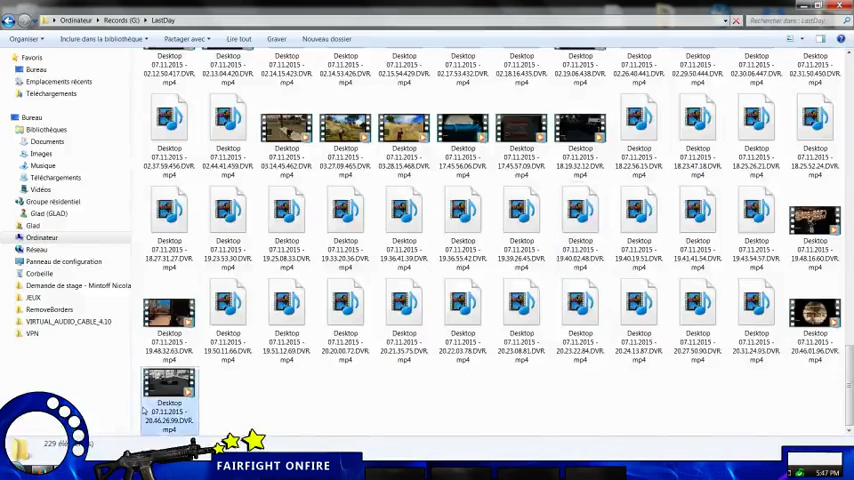 Ordinateur ▸ Records (G:) ▸ LastDay
Rechercher dans : LastDay
Organiser
Inclure dans la bibliothèque
Partager avec
Lire tout
Graver
Nouveau dossier
Favoris
Bureau
Emplacements récents
Téléchargements
Bureau
Bibliothèques
Documents
Images
Musique
Téléchargements
Vidéos
Groupe résidentiel
Glad (GLAD)
Glad
Ordinateur
Réseau
Panneau de configuration
Corbeille
Demande de stage - Mintoff Nicola
JEUX
RemoveBorders
VIRTUAL_AUDIO_CABLE_4.10
VPN
Desktop Desktop Desktop Desktop Desktop Desktop Desktop Desktop Desktop Desktop Desktop Desktop
07.11.2015 - 07.11.2015 - 07.11.2015 - 07.11.2015 - 07.11.2015 - 07.11.2015 - 07.11.2015 - 07.11.2015 - 07.11.2015 - 07.11.2015 - 07.11.2015 - 07.11.2015 -
02.12.50.417.DVR. 02.13.04.420.DVR. 02.14.15.423.DVR. 02.14.53.426.DVR. 02.15.54.429.DVR. 02.17.53.432.DVR. 02.18.16.435.DVR. 02.19.06.438.DVR. 02.26.40.441.DVR. 02.29.50.444.DVR. 02.30.06.447.DVR. 02.31.50.450.DVR.
mp4 mp4 mp4 mp4 mp4 mp4 mp4 mp4 mp4 mp4 mp4 mp4
Desktop Desktop Desktop Desktop Desktop Desktop Desktop Desktop Desktop Desktop Desktop Desktop
07.11.2015 - 07.11.2015 - 07.11.2015 - 07.11.2015 - 07.11.2015 - 07.11.2015 - 07.11.2015 - 07.11.2015 - 07.11.2015 - 07.11.2015 - 07.11.2015 - 07.11.2015 -
02.37.59.456.DVR. 02.44.41.459.DVR. 03.14.45.462.DVR. 03.27.09.465.DVR. 03.28.15.468.DVR. 17.45.56.06.DVR. 17.45.57.09.DVR. 18.19.32.12.DVR. 18.22.56.15.DVR. 18.23.47.18.DVR. 18.25.26.21.DVR. 18.25.52.24.DVR.
mp4 mp4 mp4 mp4 mp4 mp4 mp4 mp4 mp4 mp4 mp4 mp4
Desktop Desktop Desktop Desktop Desktop Desktop Desktop Desktop Desktop Desktop Desktop Desktop
07.11.2015 - 07.11.2015 - 07.11.2015 - 07.11.2015 - 07.11.2015 - 07.11.2015 - 07.11.2015 - 07.11.2015 - 07.11.2015 - 07.11.2015 - 07.11.2015 - 07.11.2015 -
18.27.31.27.DVR. 19.23.53.30.DVR. 19.25.08.33.DVR. 19.33.20.36.DVR. 19.36.41.39.DVR. 19.36.55.42.DVR. 19.39.26.45.DVR. 19.40.02.48.DVR. 19.40.19.51.DVR. 19.41.41.54.DVR. 19.43.54.57.DVR. 19.48.16.60.DVR.
mp4 mp4 mp4 mp4 mp4 mp4 mp4 mp4 mp4 mp4 mp4 mp4
Desktop Desktop Desktop Desktop Desktop Desktop Desktop Desktop Desktop Desktop Desktop Desktop
07.11.2015 - 07.11.2015 - 07.11.2015 - 07.11.2015 - 07.11.2015 - 07.11.2015 - 07.11.2015 - 07.11.2015 - 07.11.2015 - 07.11.2015 - 07.11.2015 - 07.11.2015 -
19.48.32.63.DVR. 19.50.11.66.DVR. 19.51.12.69.DVR. 20.20.00.72.DVR. 20.21.35.75.DVR. 20.22.03.78.DVR. 20.23.08.81.DVR. 20.23.22.84.DVR. 20.24.13.87.DVR. 20.27.50.90.DVR. 20.31.24.93.DVR. 20.46.01.96.DVR.
mp4 mp4 mp4 mp4 mp4 mp4 mp4 mp4 mp4 mp4 mp4 mp4
Desktop
07.11.2015 -
20.46.26.99.DVR.
mp4
229
FAIRFIGHT ONFIRE
5:47 PM